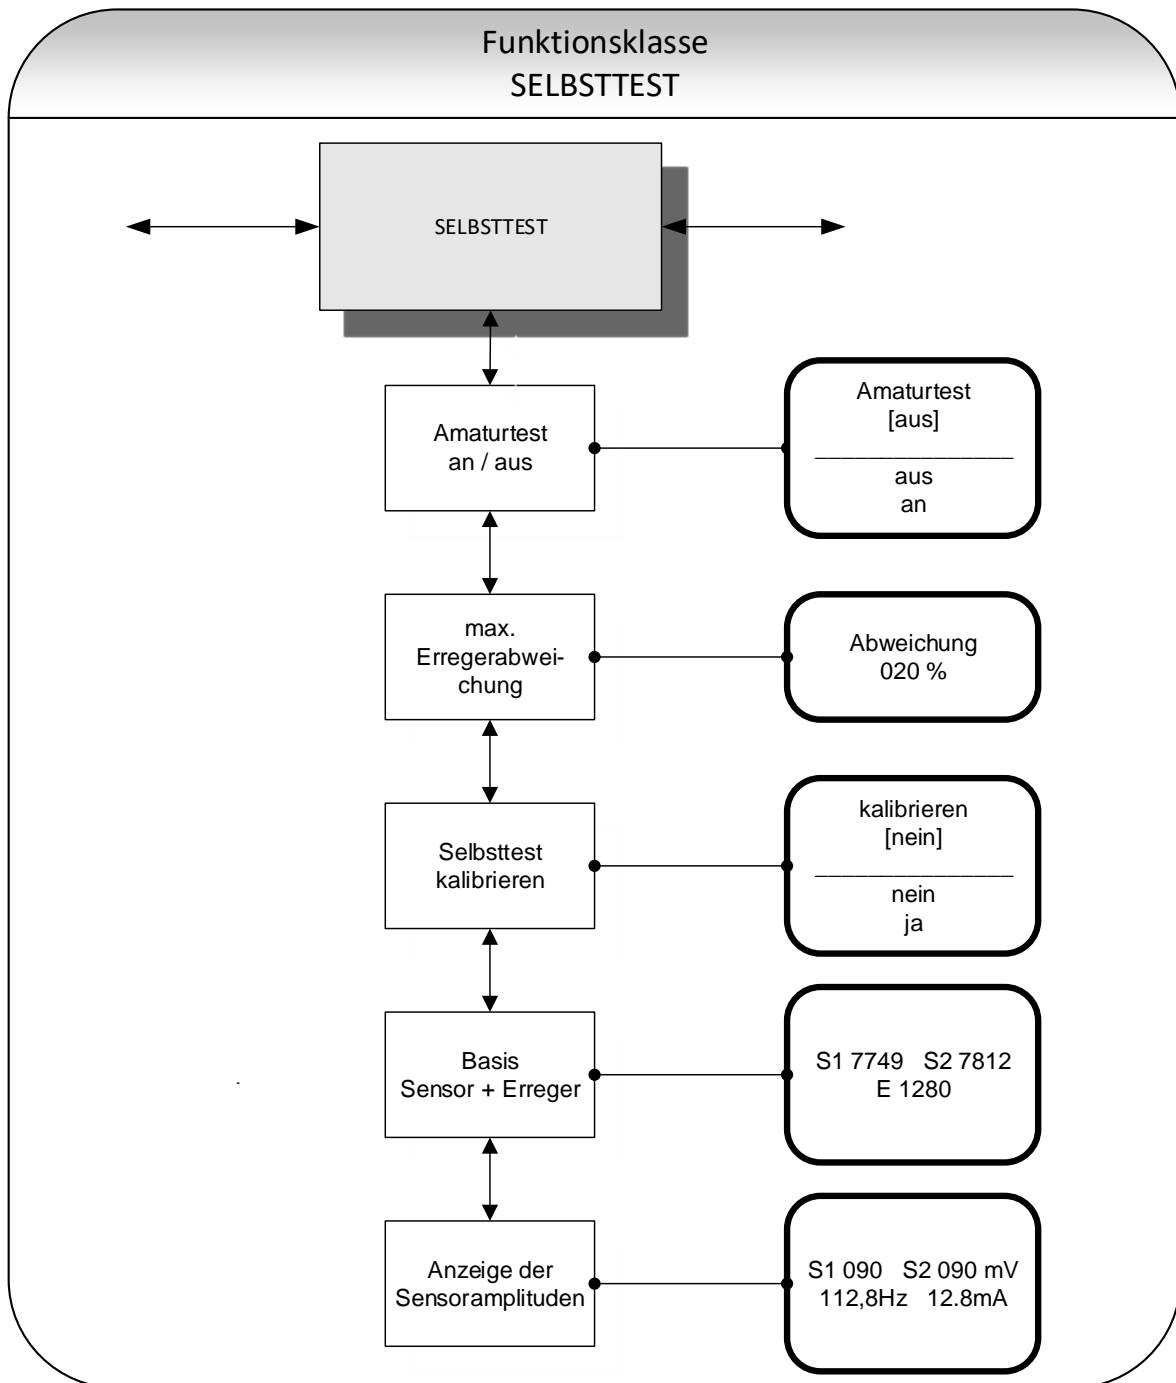 Funktionsklasse
SELBSTTEST
SELBSTTEST
Amaturtest
an / aus
Amaturtest
[aus]
_______________
aus
an
max.
Erregerabwei-
chung
Abweichung
020 %
Selbsttest
kalibrieren
kalibrieren
[nein]
_______________
nein
ja
Basis
Sensor + Erreger
S1 7749 S2 7812
E 1280
Anzeige der
Sensoramplituden
S1 090 S2 090 mV
112,8Hz 12.8mA